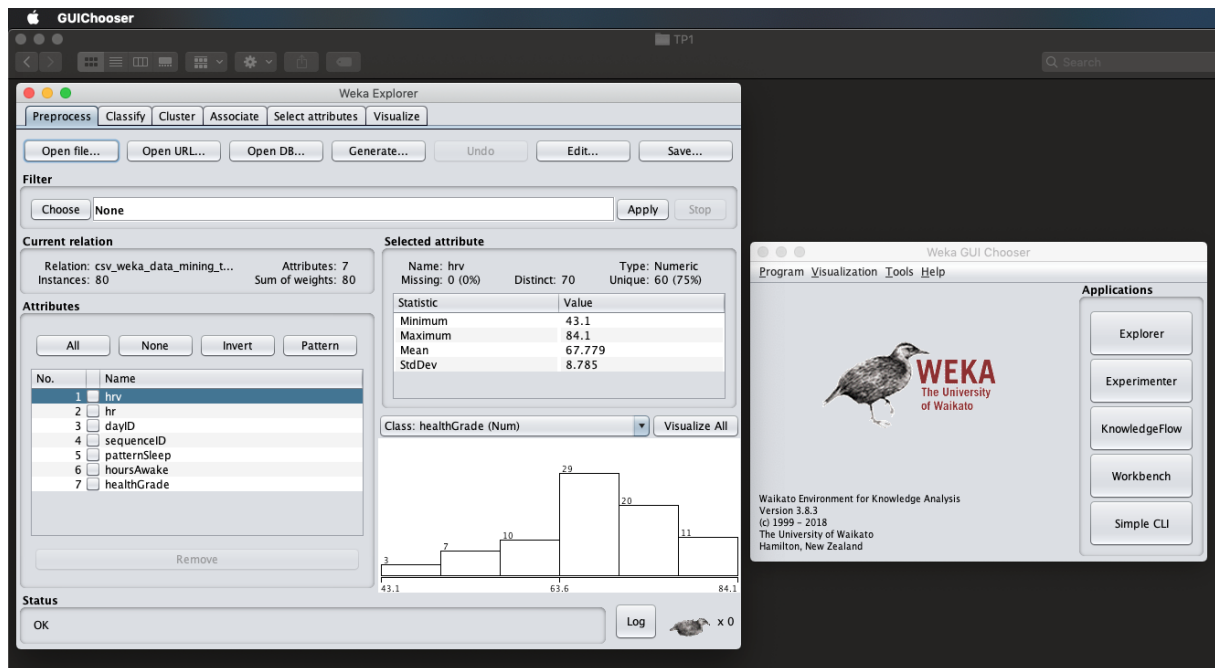 GUIChooser
TP1
Search
Weka Explorer
Preprocess Classify Cluster Associate Select attributes Visualize
Open file... Open URL... Open DB... Generate... Undo Edit... Save...
Filter
Choose None Apply Stop
Current relation
Relation: csv_weka_data_mining_t... Attributes: 7
Instances: 80 Sum of weights: 80
Attributes
All None Invert Pattern
No. Name
1 hrv
2 hr
3 dayID
4 sequenceID
5 patternSleep
6 hoursAwake
7 healthGrade
Remove
Selected attribute
Name: hrv Type: Numeric
Missing: 0 (0%) Distinct: 70 Unique: 60 (75%)
Statistic Value
Minimum 43.1
Maximum 84.1
Mean 67.779
StdDev 8.785
Class: healthGrade (Num) Visualize All
3 7 10 29 20 11
43.1 63.6 84.1
Status
OK
Log x 0
Weka GUI Chooser
Program Visualization Tools Help
Applications
Explorer
Experimenter
KnowledgeFlow
Workbench
Simple CLI
WEKA
The University
of Waikato
Waikato Environment for Knowledge Analysis
Version 3.8.3
(c) 1999 - 2018
The University of Waikato
Hamilton, New Zealand